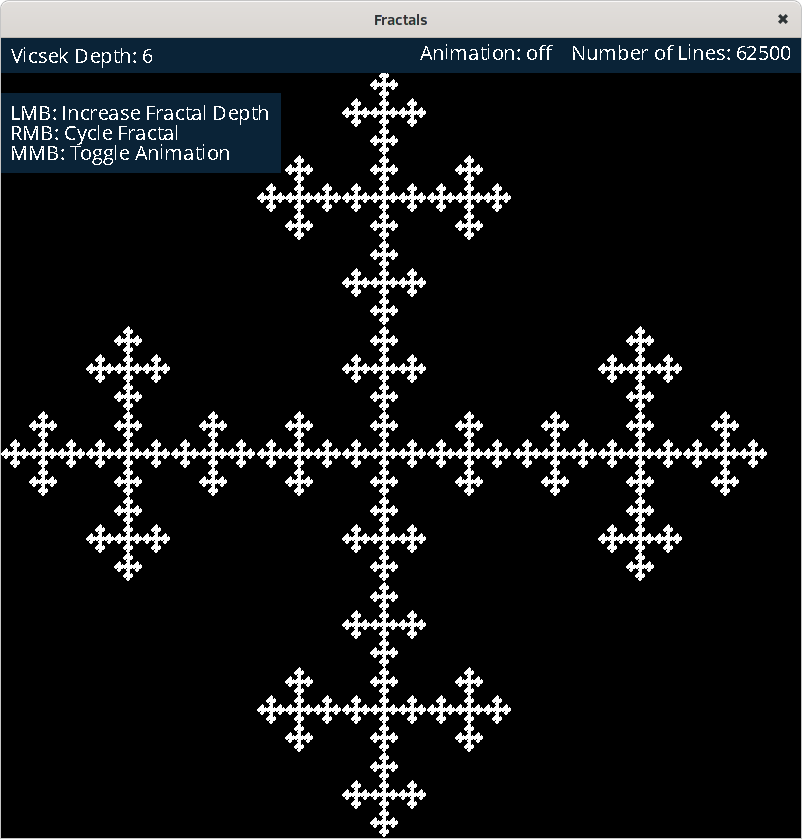 Fractals
Vicsek Depth: 6
Animation: off
Number of Lines: 62500
LMB: Increase Fractal Depth
RMB: Cycle Fractal
MMB: Toggle Animation